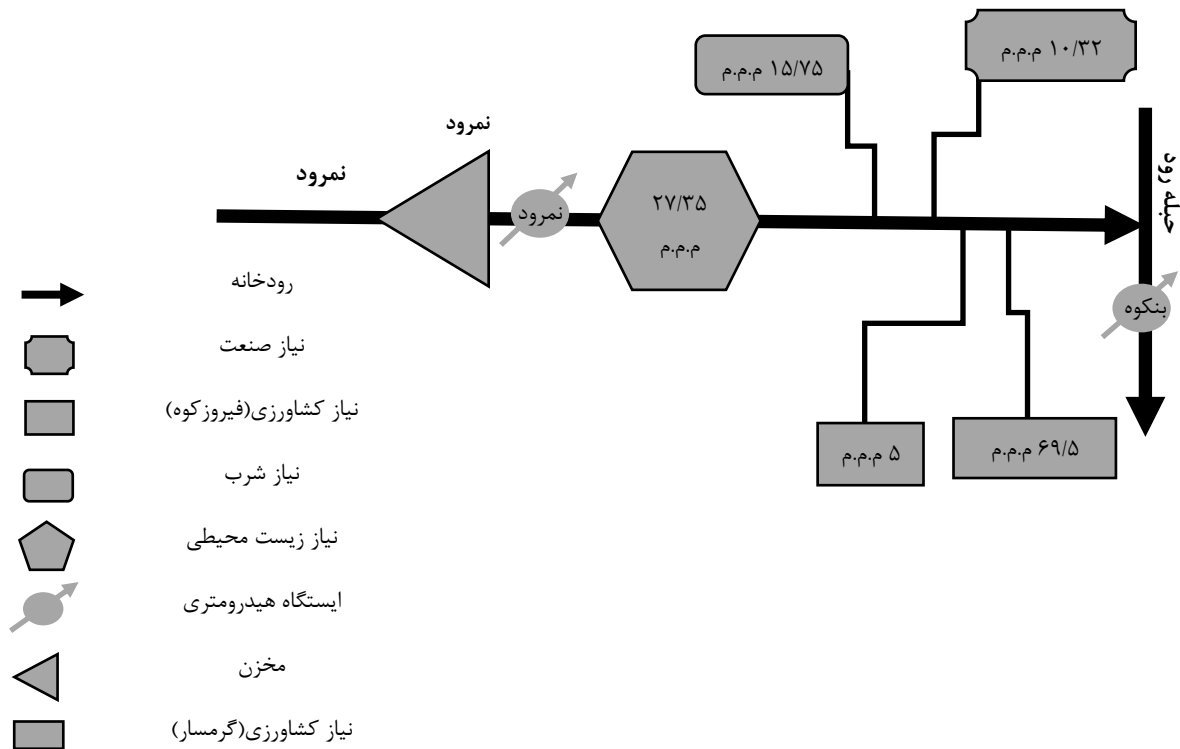 ۱۰/۳۲ م.م.م
۱۵/۷۵ م.م.م
نمرود
نمرود
حبله رود
نمرود
۲۷/۳۵
م.م.م
بنکوه
۵ م.م.م
۶۹/۵ م.م.م
رودخانه
نیاز صنعت
نیاز کشاورزی(فیروزکوه)
نیاز شرب
نیاز زیست محیطی
ایستگاه هیدرومتری
مخزن
نیاز کشاورزی(گرمسار)